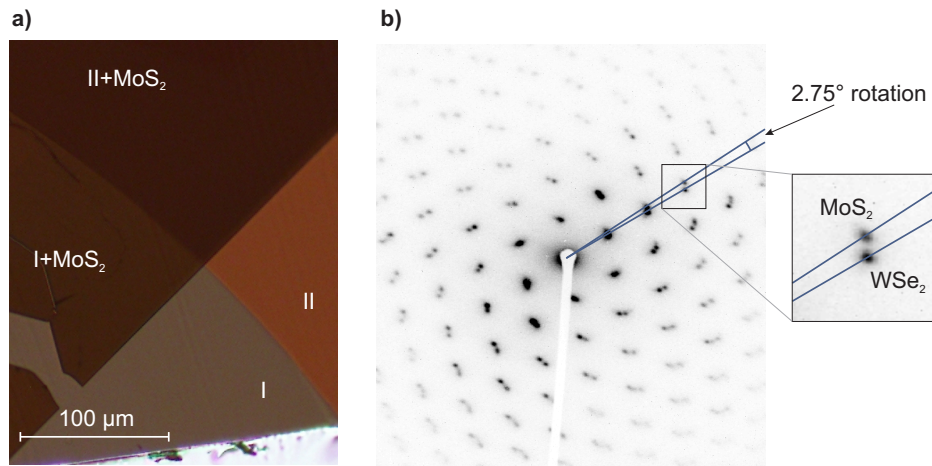 a)
II+MoS₂
I+MoS₂
II
I
100 µm
b)
2.75° rotation
MoS₂
WSe₂